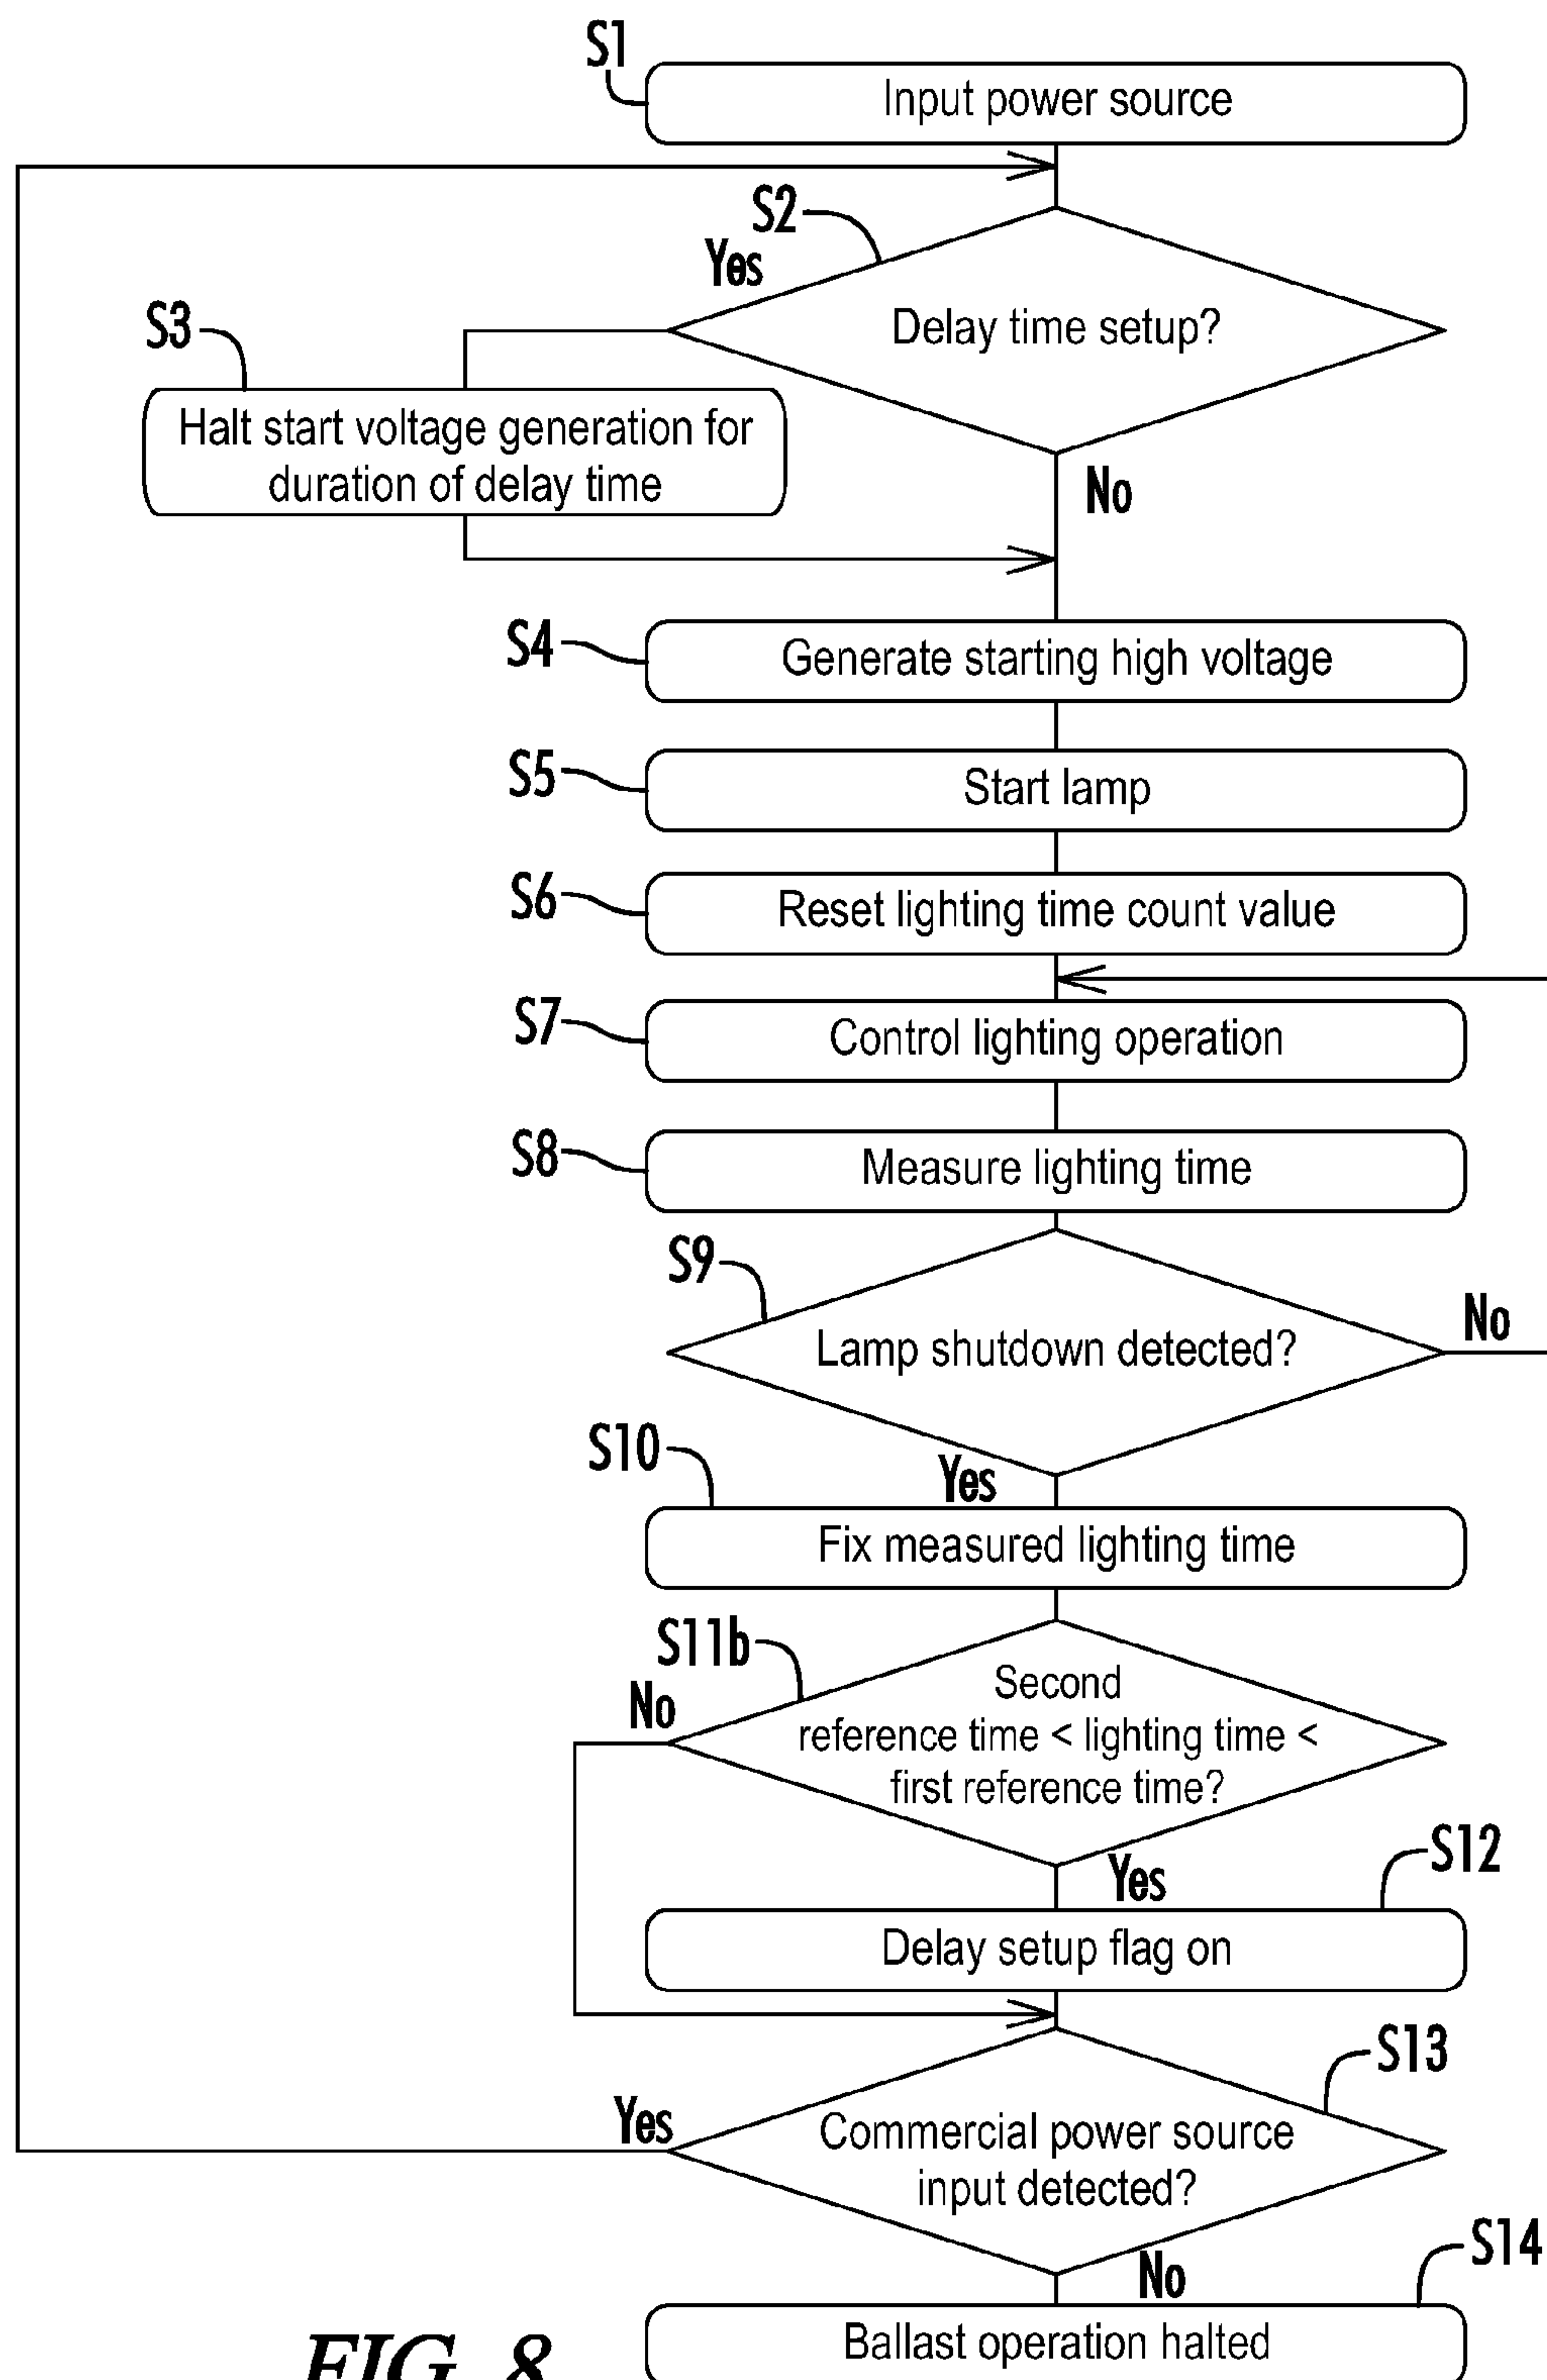 S1
Input power source
S2
Yes
Delay time setup?
S3
Halt start voltage generation for
duration of delay time
No
S4
Generate starting high voltage
S5
Start lamp
S6
Reset lighting time count value
S7
Control lighting operation
S8
Measure lighting time
S9
Lamp shutdown detected?
No
S10
Yes
Fix measured lighting time
S11b
No
Second
reference time < lighting time <
first reference time?
S12
Yes
Delay setup flag on
S13
Yes
Commercial power source
input detected?
S14
No
Ballast operation halted
FIG. 8